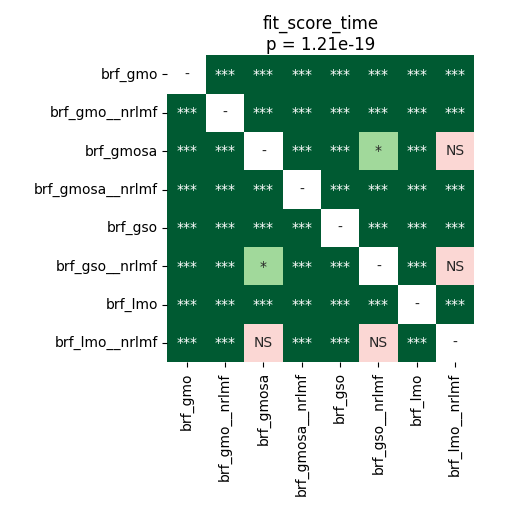 fit_score_time
p = 1.21e-19
brf_gmo - *** *** *** *** *** *** ***
brf_gmo__nrlmf *** - *** *** *** *** *** ***
brf_gmosa *** *** - *** *** * *** NS
brf_gmosa__nrlmf *** *** *** - *** *** *** ***
brf_gso *** *** *** *** - *** *** ***
brf_gso__nrlmf *** *** * *** *** - *** NS
brf_lmo *** *** *** *** *** *** - ***
brf_lmo__nrlmf *** *** NS *** *** NS *** -
brf_gmo
brf_gmo__nrlmf
brf_gmosa
brf_gmosa__nrlmf
brf_gso
brf_gso__nrlmf
brf_lmo
brf_lmo__nrlmf